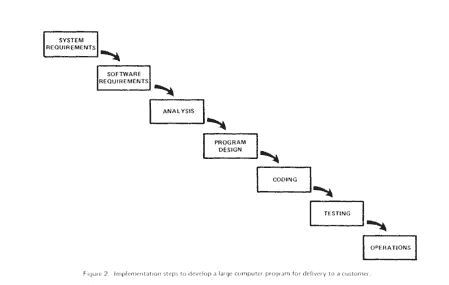 SYSTEM
REQUIREMENTS
SOFTWARE
REQUIREMENTS
ANALYSIS
PROGRAM
DESIGN
CODING
TESTING
OPERATIONS
Figure 2. Implementation steps to develop a large computer program for delivery to a customer.